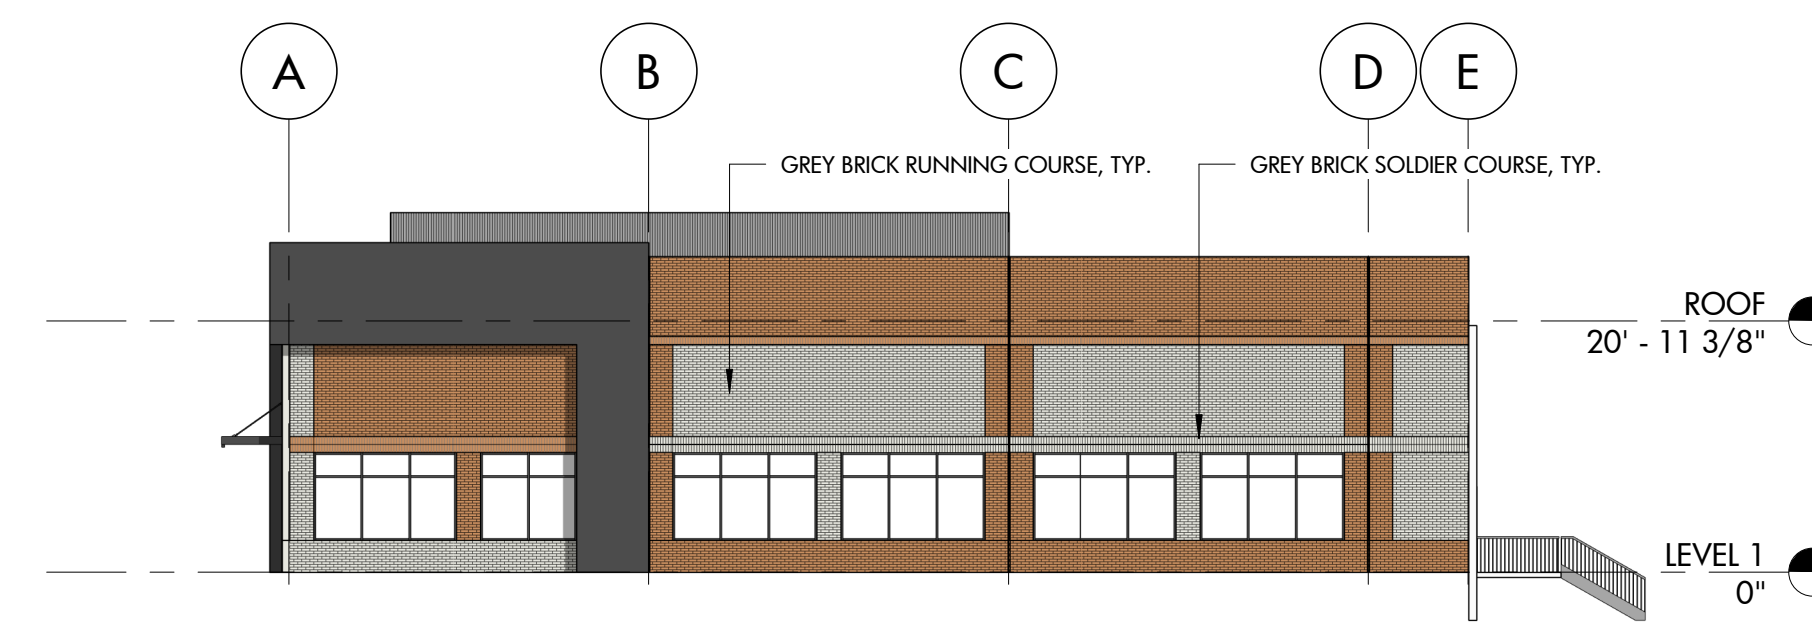 A B C D E
GREY BRICK RUNNING COURSE, TYP. GREY BRICK SOLDIER COURSE, TYP.
ROOF
20' - 11 3/8"
LEVEL 1
0"